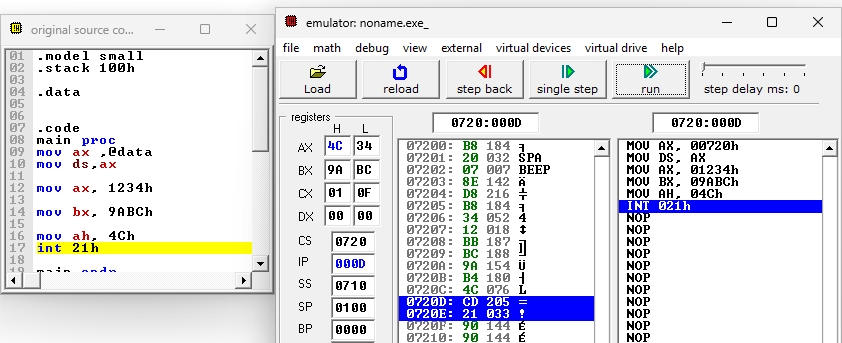 original source co...
01 .model small
02 .stack 100h
03
04 .data
05
06
07 .code
08 main proc
09 mov ax ,@data
10 mov ds,ax
11
12 mov ax, 1234h
13
14 mov bx, 9ABCh
15
16 mov ah, 4Ch
17 int 21h
18
19 main endp
emulator: noname.exe_
file math debug view external virtual devices virtual drive help
Load reload step back single step run step delay ms: 0
registers
H L
AX 4C 34
BX 9A BC
CX 01 0F
DX 00 00
CS 0720
IP 000D
SS 0710
SP 0100
BP 0000
0720:000D
07200: B8 184 ╕
07201: 20 032 SPA
07202: 07 007 BEEP
07203: 8E 142 Ä
07204: D8 216 ╪
07205: B8 184 ╕
07206: 34 052 4
07207: 12 018 ↕
07208: BB 187 ╗
07209: BC 188 ╝
0720A: 9A 154 Ü
0720B: B4 180 ┤
0720C: 4C 076 L
0720D: CD 205 =
0720E: 21 033 !
0720F: 90 144 É
07210: 90 144 É
0720:000D
MOV AX, 00720h
MOV DS, AX
MOV AX, 01234h
MOV BX, 09ABCh
MOV AH, 04Ch
INT 021h
NOP
NOP
NOP
NOP
NOP
NOP
NOP
NOP
NOP
NOP
NOP